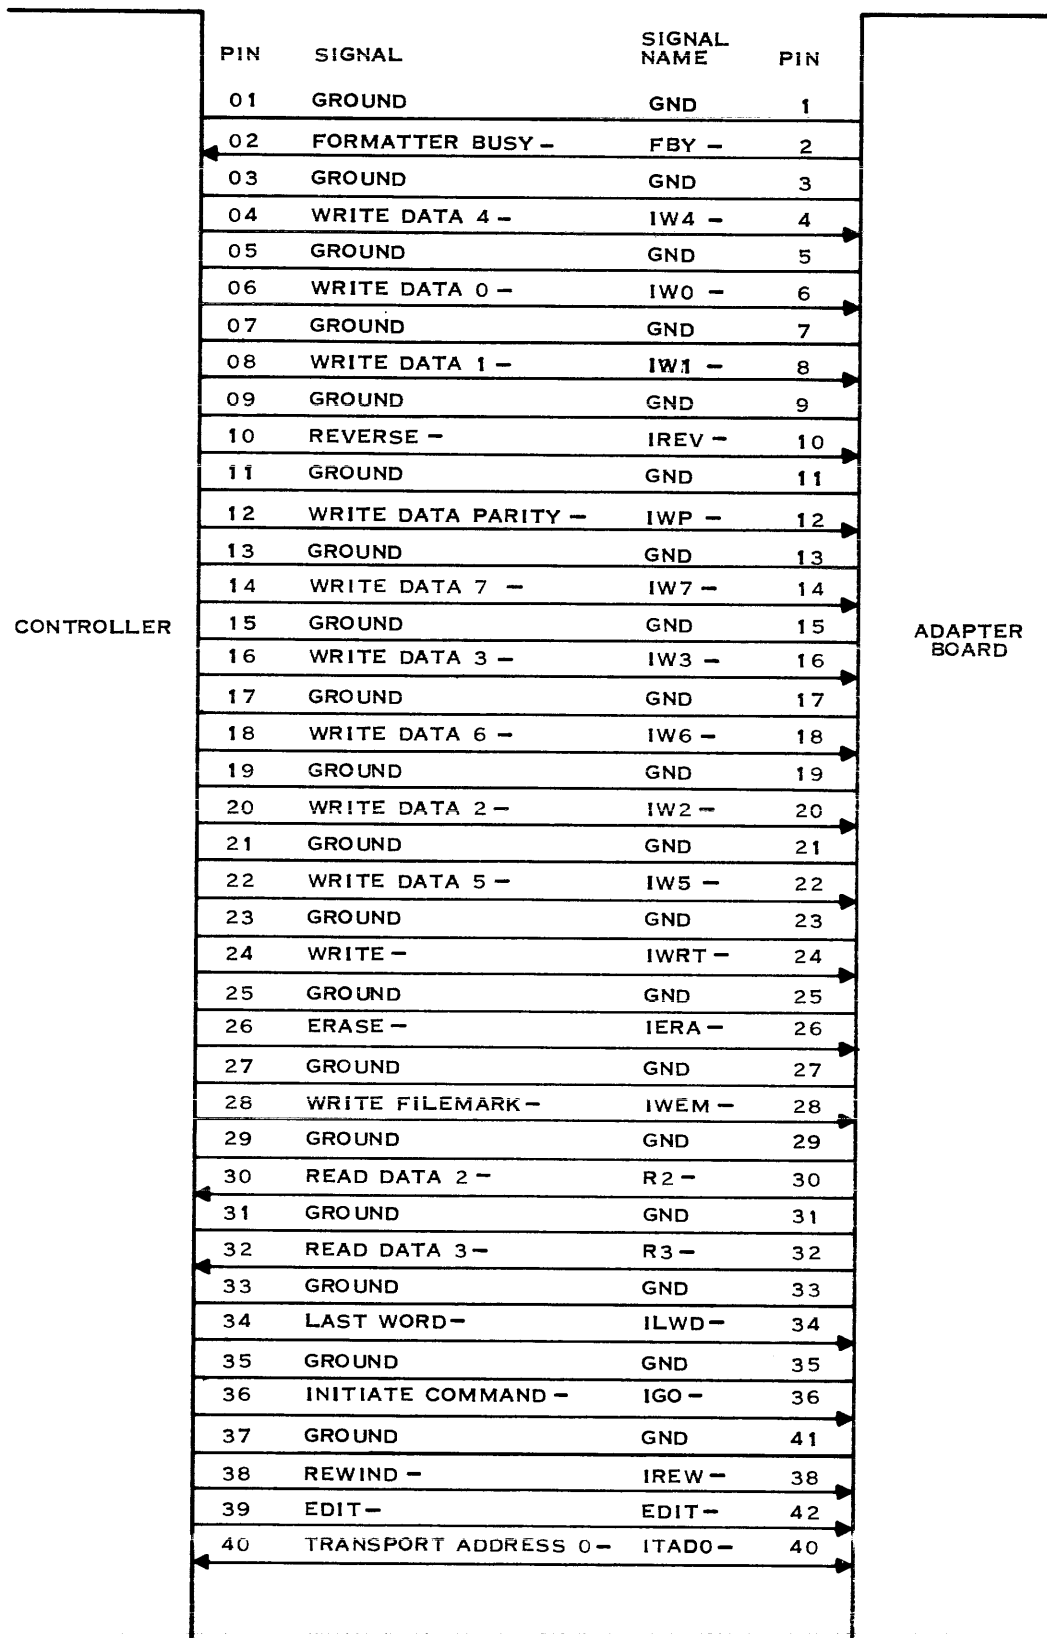 PIN SIGNAL SIGNAL NAME PIN
01 GROUND GND 1
02 FORMATTER BUSY – FBY – 2
03 GROUND GND 3
04 WRITE DATA 4 – IW4 – 4
05 GROUND GND 5
06 WRITE DATA 0 – IW0 – 6
07 GROUND GND 7
08 WRITE DATA 1 – IW1 – 8
09 GROUND GND 9
10 REVERSE – IREV – 10
11 GROUND GND 11
12 WRITE DATA PARITY – IWP – 12
13 GROUND GND 13
14 WRITE DATA 7 – IW7 – 14
CONTROLLER 15 GROUND GND 15 ADAPTER BOARD
16 WRITE DATA 3 – IW3 – 16
17 GROUND GND 17
18 WRITE DATA 6 – IW6 – 18
19 GROUND GND 19
20 WRITE DATA 2 – IW2 – 20
21 GROUND GND 21
22 WRITE DATA 5 – IW5 – 22
23 GROUND GND 23
24 WRITE – IWRT – 24
25 GROUND GND 25
26 ERASE – IERA – 26
27 GROUND GND 27
28 WRITE FILEMARK – IWEM – 28
29 GROUND GND 29
30 READ DATA 2 – R2 – 30
31 GROUND GND 31
32 READ DATA 3 – R3 – 32
33 GROUND GND 33
34 LAST WORD – ILWD – 34
35 GROUND GND 35
36 INITIATE COMMAND – IGO – 36
37 GROUND GND 41
38 REWIND – IREW – 38
39 EDIT – EDIT – 42
40 TRANSPORT ADDRESS 0 – ITAD0 – 40